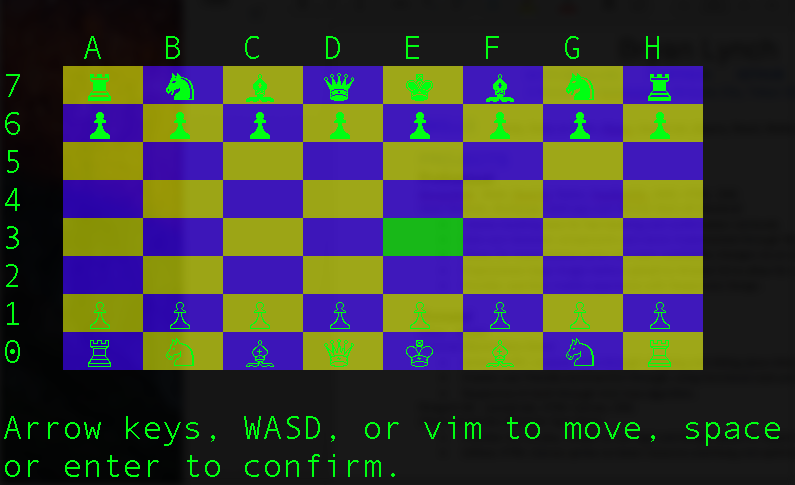 A B C D E F G H
7 ♜ ♞ ♝ ♛ ♚ ♝ ♞ ♜
6 ♟ ♟ ♟ ♟ ♟ ♟ ♟ ♟
5
4
3
2
1 ♙ ♙ ♙ ♙ ♙ ♙ ♙ ♙
0 ♖ ♘ ♗ ♕ ♔ ♗ ♘ ♖
Arrow keys, WASD, or vim to move, space
or enter to confirm.